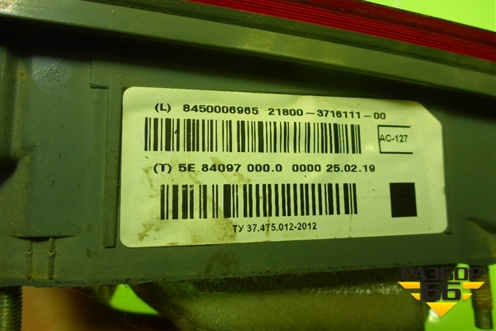 (L) 8450006965 21800-3716111-00
AC-127
(T) 5E 84097 000.0 0000 25.02.19
ТУ 37.475.012-2012
РАЗБОР
66